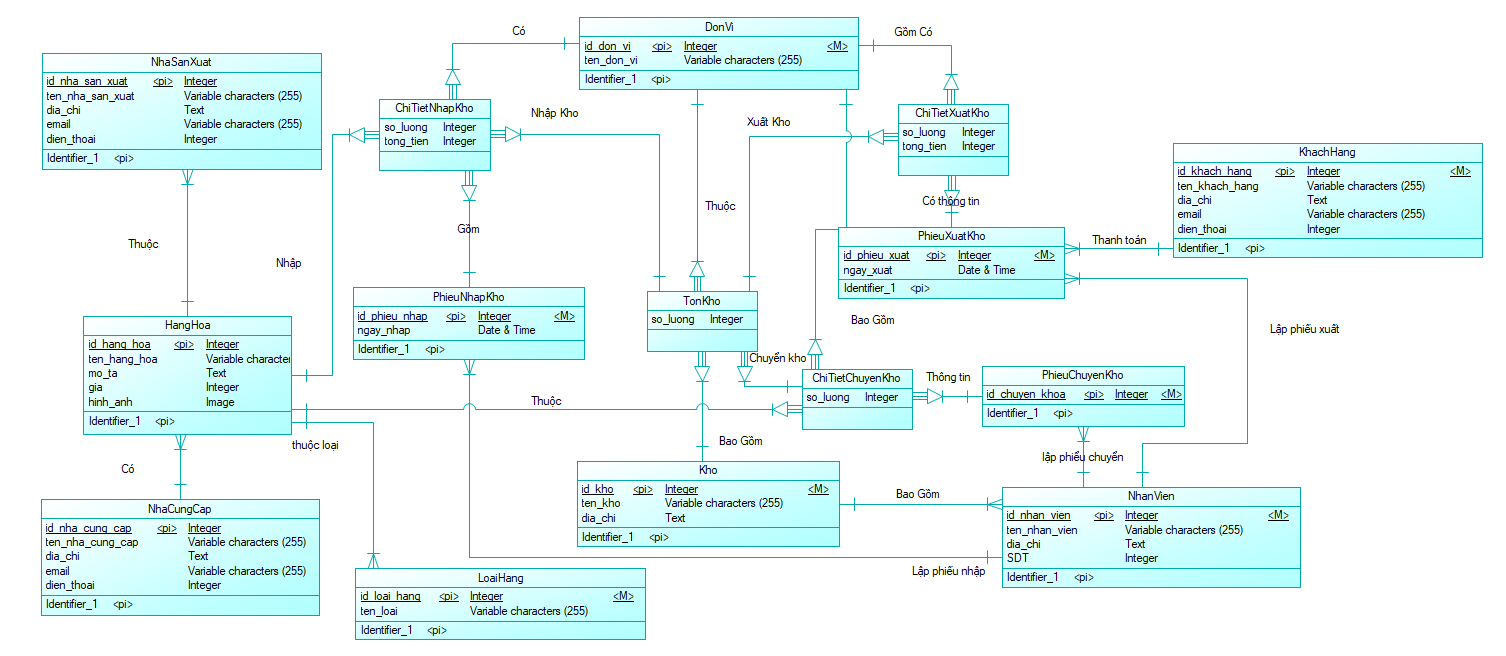 DonVi
id_don_vi <pi> Integer <M>
ten_don_vi Variable characters (255)
Identifier_1 <pi>
Có
Gồm Có
NhaSanXuat
id_nha_san_xuat <pi> Integer
ten_nha_san_xuat Variable characters (255)
dia_chi Text
email Variable characters (255)
dien_thoai Integer
Identifier_1 <pi>
ChiTietNhapKho
so_luong Integer
tong_tien Integer
Nhập Kho
Xuất Kho
ChiTietXuatKho
so_luong Integer
tong_tien Integer
KhachHang
id_khach_hang <pi> Integer <M>
ten_khach_hang Variable characters (255)
dia_chi Text
email Variable characters (255)
dien_thoai Integer
Identifier_1 <pi>
Có thông tin
Thuộc
Gồm
Thuộc
Nhập
Thanh toán
PhieuXuatKho
id_phieu_xuat <pi> Integer <M>
ngay_xuat Date & Time
Identifier_1 <pi>
PhieuNhapKho
id_phieu_nhap <pi> Integer <M>
ngay_nhap Date & Time
Identifier_1 <pi>
TonKho
so_luong Integer
Bao Gồm
Lập phiếu xuất
HangHoa
id_hang_hoa <pi> Integer
ten_hang_hoa Variable character
mo_ta Text
gia Integer
hinh_anh Image
Identifier_1 <pi>
Chuyển kho
ChiTietChuyenKho
so_luong Integer
Thông tin
PhieuChuyenKho
id_chuyen_khoa <pi> Integer <M>
Identifier_1 <pi>
Thuộc
thuộc loại
Bao Gồm
lập phiếu chuyển
Có
Kho
id_kho <pi> Integer <M>
ten_kho Variable characters (255)
dia_chi Text
Identifier_1 <pi>
Bao Gồm
NhanVien
id_nhan_vien <pi> Integer <M>
ten_nhan_vien Variable characters (255)
dia_chi Text
SDT Integer
Identifier_1 <pi>
NhaCungCap
id_nha_cung_cap <pi> Integer
ten_nha_cung_cap Variable characters (255)
dia_chi Text
email Variable characters (255)
dien_thoai Integer
Identifier_1 <pi>
Lập phiếu nhập
LoaiHang
id_loai_hang <pi> Integer <M>
ten_loai Variable characters (255)
Identifier_1 <pi>